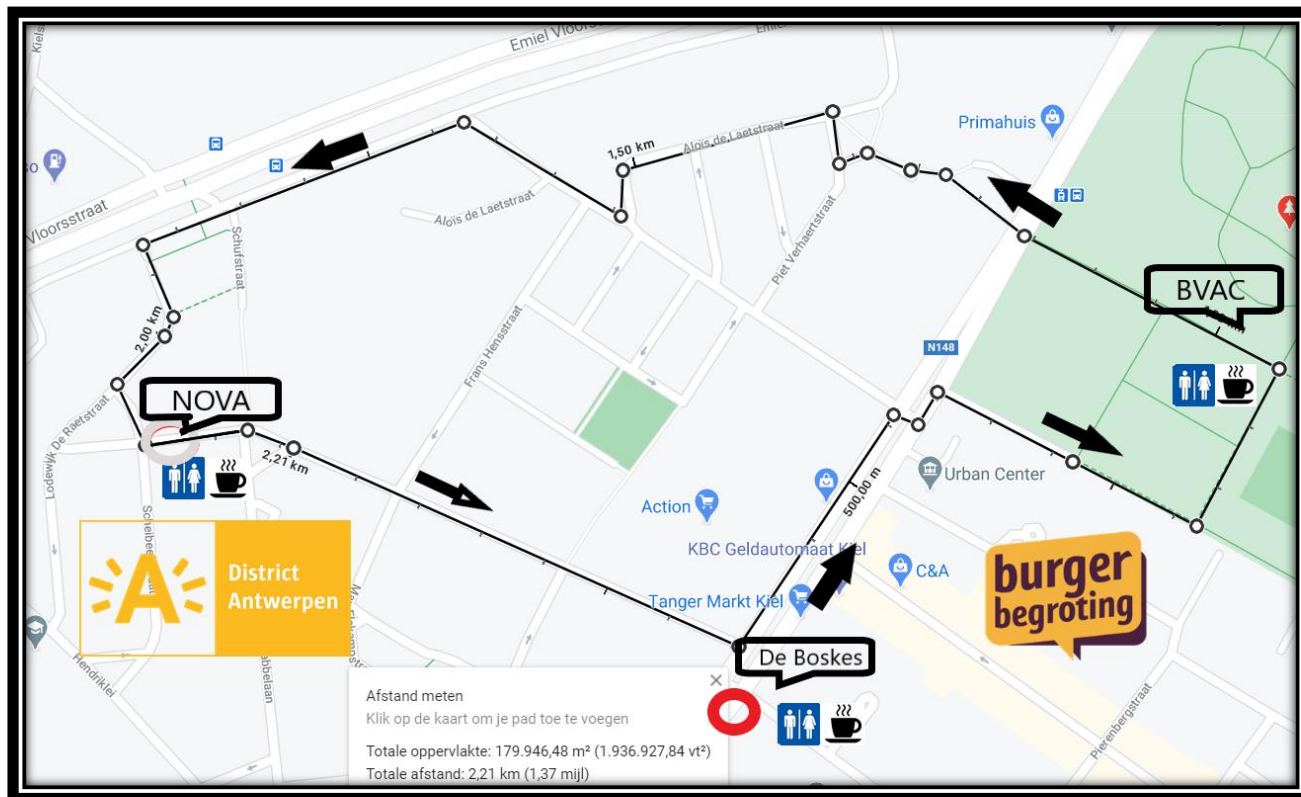 Emiel Vloorsstraat
Primahuis
1,50 km
Aloïs de Laetstraat
Vloorsstraat
Aloïs de Laetstraat
Schufstraat
Piet Verhaertstraat
BVAC
N148
2,00 km
Frans Hensstraat
NOVA
Lodewijk De Raetstraat
2,21 km
Urban Center
Action
500,00 m
KBC Geldautomaat Kiel
C&A
District
Antwerpen
burger
begroting
Tanger Markt Kiel
De Boskes
Hendriklei
Pierenbergstraat
Afstand meten
Klik op de kaart om je pad toe te voegen
Totale oppervlakte: 179.946,48 m² (1.936.927,84 vt²)
Totale afstand: 2,21 km (1,37 mijl)